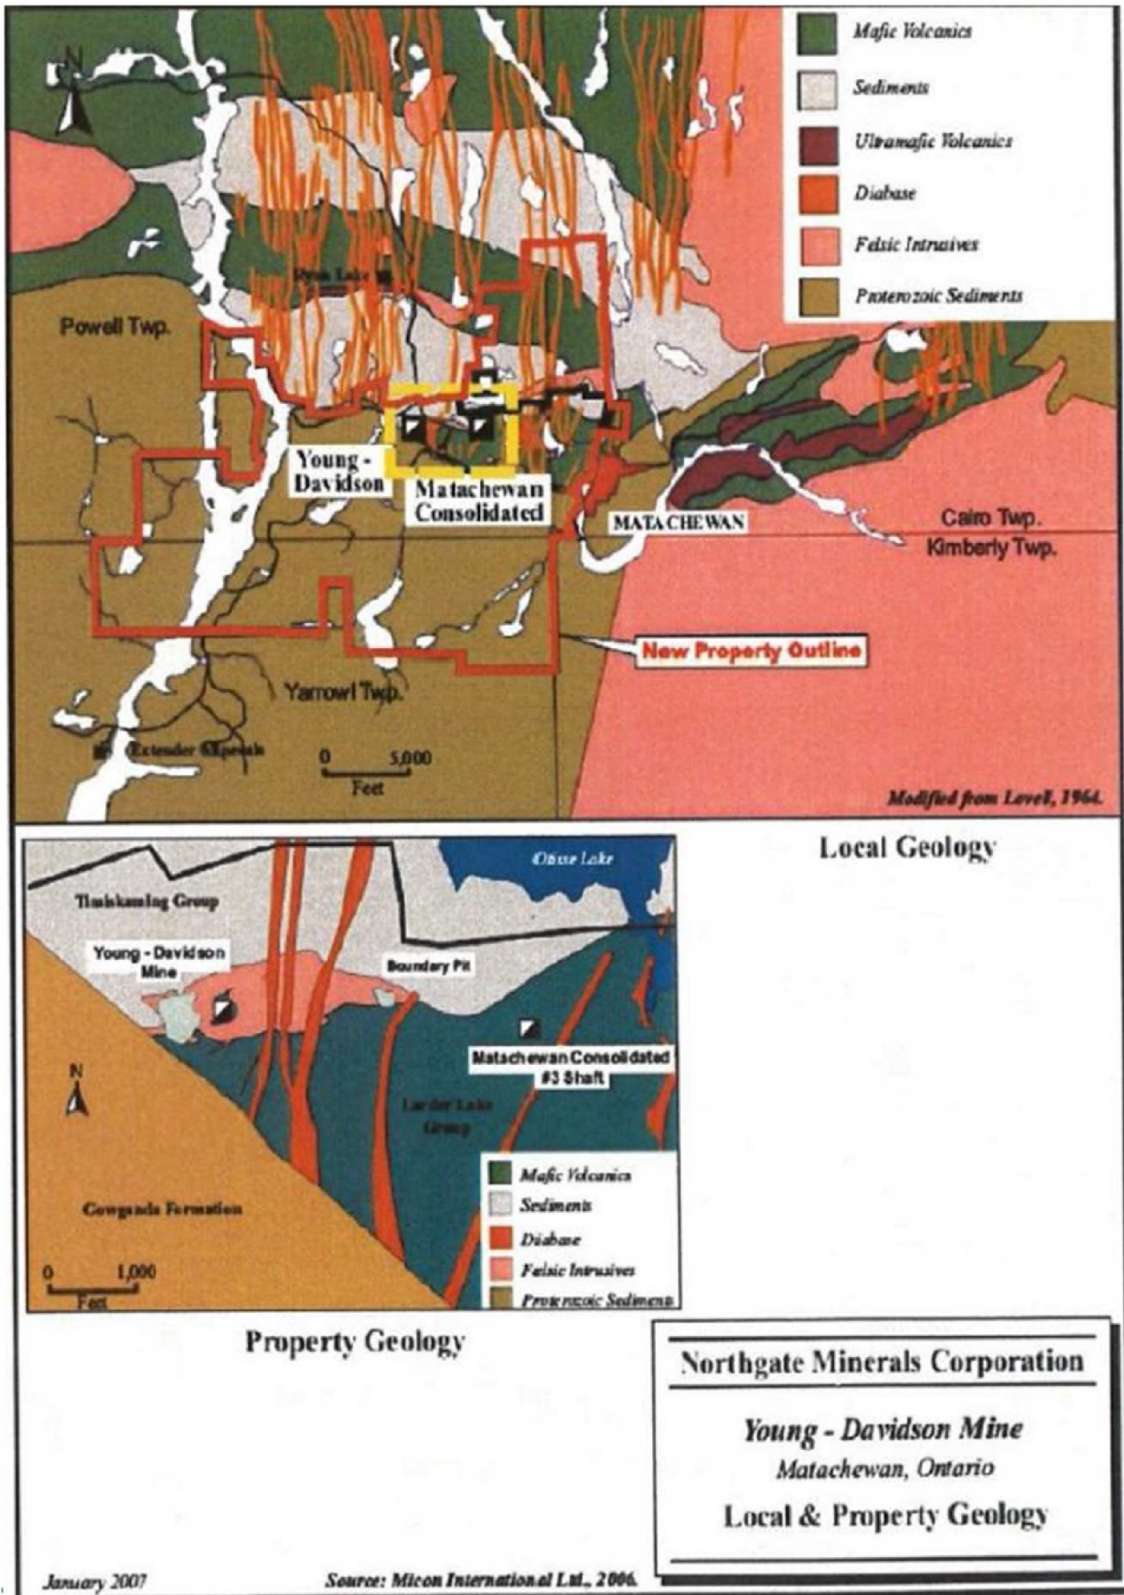 N
Mafic Volcanics
Sediments
Ultramafic Volcanics
Diabase
Felsic Intrusives
Proterozoic Sediments
Ryan Lake
Powell Twp.
Young -
Davidson
Matachewan
Consolidated
MATACHEWAN
Cairo Twp.
Kimberly Twp.
New Property Outline
Yarrowl Twp.
Extender
0 5,000
Feet
Modified from Lovell, 1964.
Local Geology
Otisse Lake
Timiskaming Group
Young - Davidson
Mine
Boundary Pit
Matachewan Consolidated
#3 Shaft
N
Larder Lake
Group
Gowganda Formation
Mafic Volcanics
Sediments
Diabase
Felsic Intrusives
Proterozoic Sediments
0 1,000
Feet
Property Geology
Northgate Minerals Corporation
Young - Davidson Mine
Matachewan, Ontario
Local & Property Geology
January 2007
Source: Micon International Ltd., 2006.